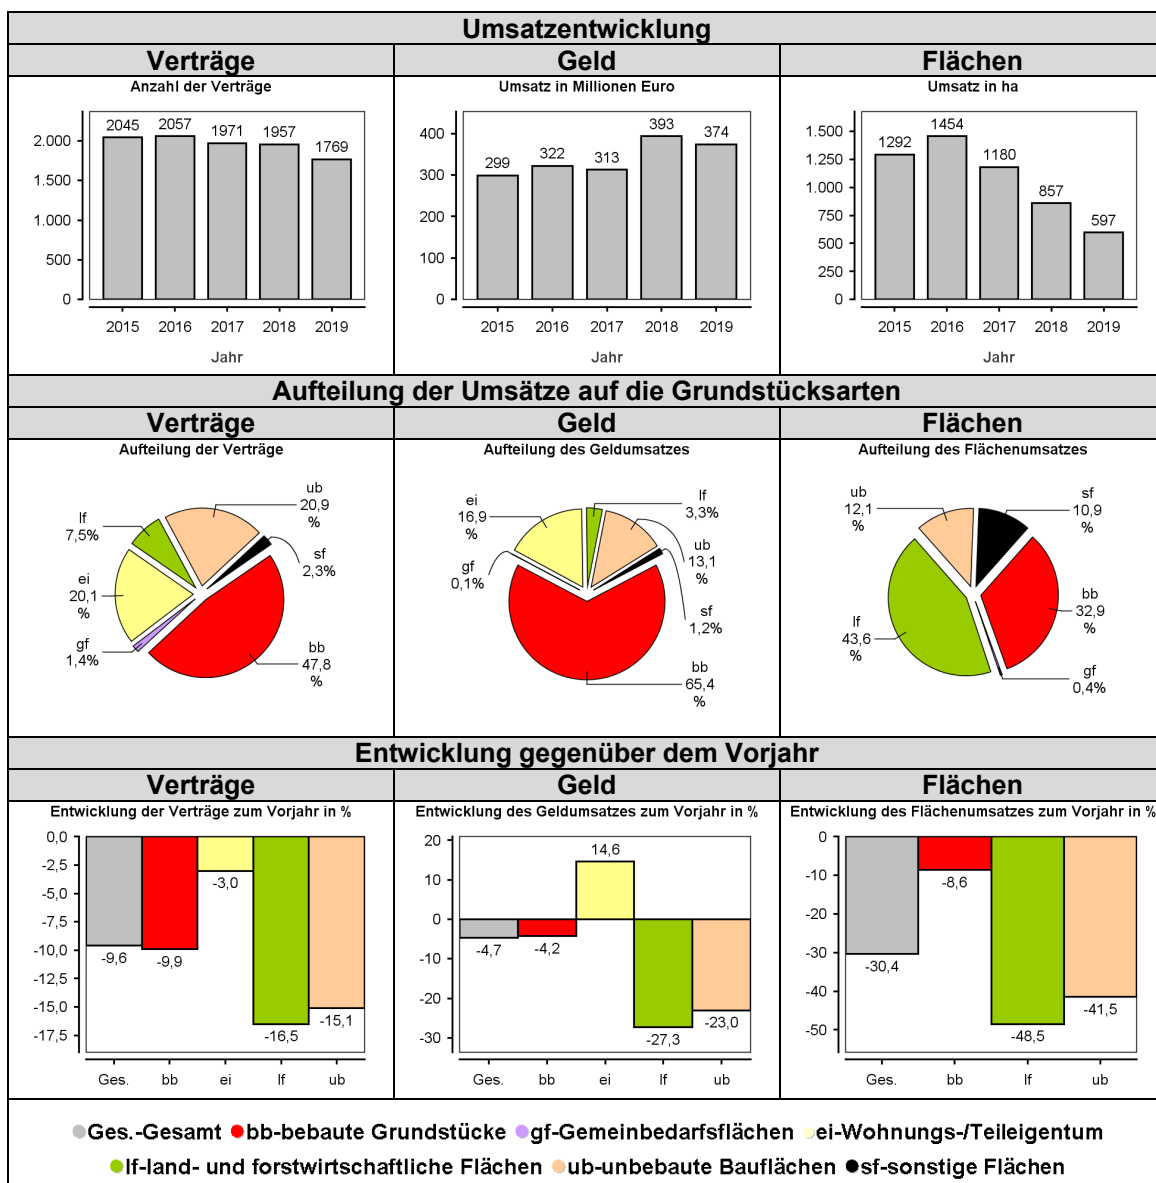 Umsatzentwicklung
Verträge
Geld
Flächen
Anzahl der Verträge
2.000
1.500
1.000
500
0
2045
2057
1971
1957
1769
2015
2016
2017
2018
2019
Jahr
Umsatz in Millionen Euro
400
300
200
100
0
299
322
313
393
374
2015
2016
2017
2018
2019
Jahr
Umsatz in ha
1.500
1.250
1.000
750
500
250
0
1292
1454
1180
857
597
2015
2016
2017
2018
2019
Jahr
Aufteilung der Umsätze auf die Grundstücksarten
Verträge
Geld
Flächen
Aufteilung der Verträge
ub
20,9
%
lf
7,5%
sf
2,3%
ei
20,1
%
gf
1,4%
bb
47,8
%
Aufteilung des Geldumsatzes
ei
16,9
%
lf
3,3%
ub
13,1
%
gf
0,1%
sf
1,2%
bb
65,4
%
Aufteilung des Flächenumsatzes
ub
12,1
%
sf
10,9
%
bb
32,9
%
lf
43,6
%
gf
0,4%
Entwicklung gegenüber dem Vorjahr
Verträge
Geld
Flächen
Entwicklung der Verträge zum Vorjahr in %
0,0
-2,5
-5,0
-7,5
-10,0
-12,5
-15,0
-17,5
-9,6
-9,9
-3,0
-16,5
-15,1
Ges.
bb
ei
lf
ub
Entwicklung des Geldumsatzes zum Vorjahr in %
20
10
0
-10
-20
-30
-4,7
-4,2
14,6
-27,3
-23,0
Ges.
bb
ei
lf
ub
Entwicklung des Flächenumsatzes zum Vorjahr in %
0
-10
-20
-30
-40
-50
-30,4
-8,6
-48,5
-41,5
Ges.
bb
lf
ub
Ges.-Gesamt bb-bebaute Grundstücke gf-Gemeinbedarfsflächen ei-Wohnungs-/Teileigentum
lf-land- und forstwirtschaftliche Flächen ub-unbebaute Bauflächen sf-sonstige Flächen